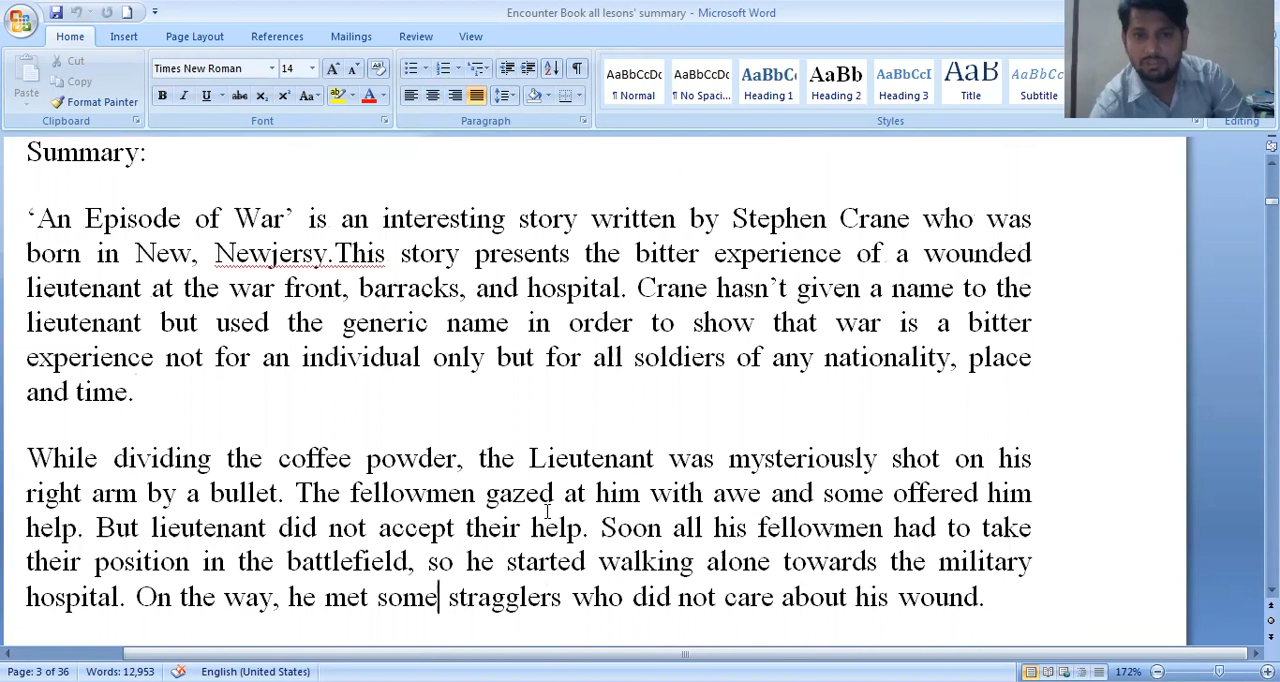 Encounter Book all lesons' summary - Microsoft Word
Home Insert Page Layout References Mailings Review View
Cut
Copy
Format Painter
Paste
Times New Roman 14
AaBbCcDc AaBbCcDc AaBbC AaBb AaBbCcI AaB AaBbCcL
¶ Normal ¶ No Spaci... Heading 1 Heading 2 Heading 3 Title Subtitle
Clipboard Font Paragraph Styles Editing
Summary:
‘An Episode of War’ is an interesting story written by Stephen Crane who was
born in New, Newjersy.This story presents the bitter experience of a wounded
lieutenant at the war front, barracks, and hospital. Crane hasn’t given a name to the
lieutenant but used the generic name in order to show that war is a bitter
experience not for an individual only but for all soldiers of any nationality, place
and time.
While dividing the coffee powder, the Lieutenant was mysteriously shot on his
right arm by a bullet. The fellowmen gazed at him with awe and some offered him
help. But lieutenant did not accept their help. Soon all his fellowmen had to take
their position in the battlefield, so he started walking alone towards the military
hospital. On the way, he met some stragglers who did not care about his wound.
Page: 3 of 36 Words: 12,953 English (United States) 172%